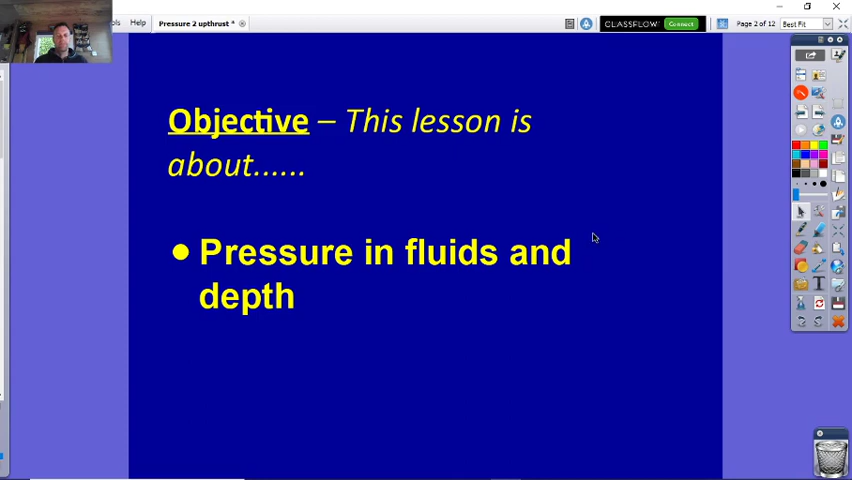 ols Help Pressure 2 upthrust * CLASSFLOW Connect Page 2 of 12 Best Fit
Objective – This lesson is
about......
Pressure in fluids and
depth